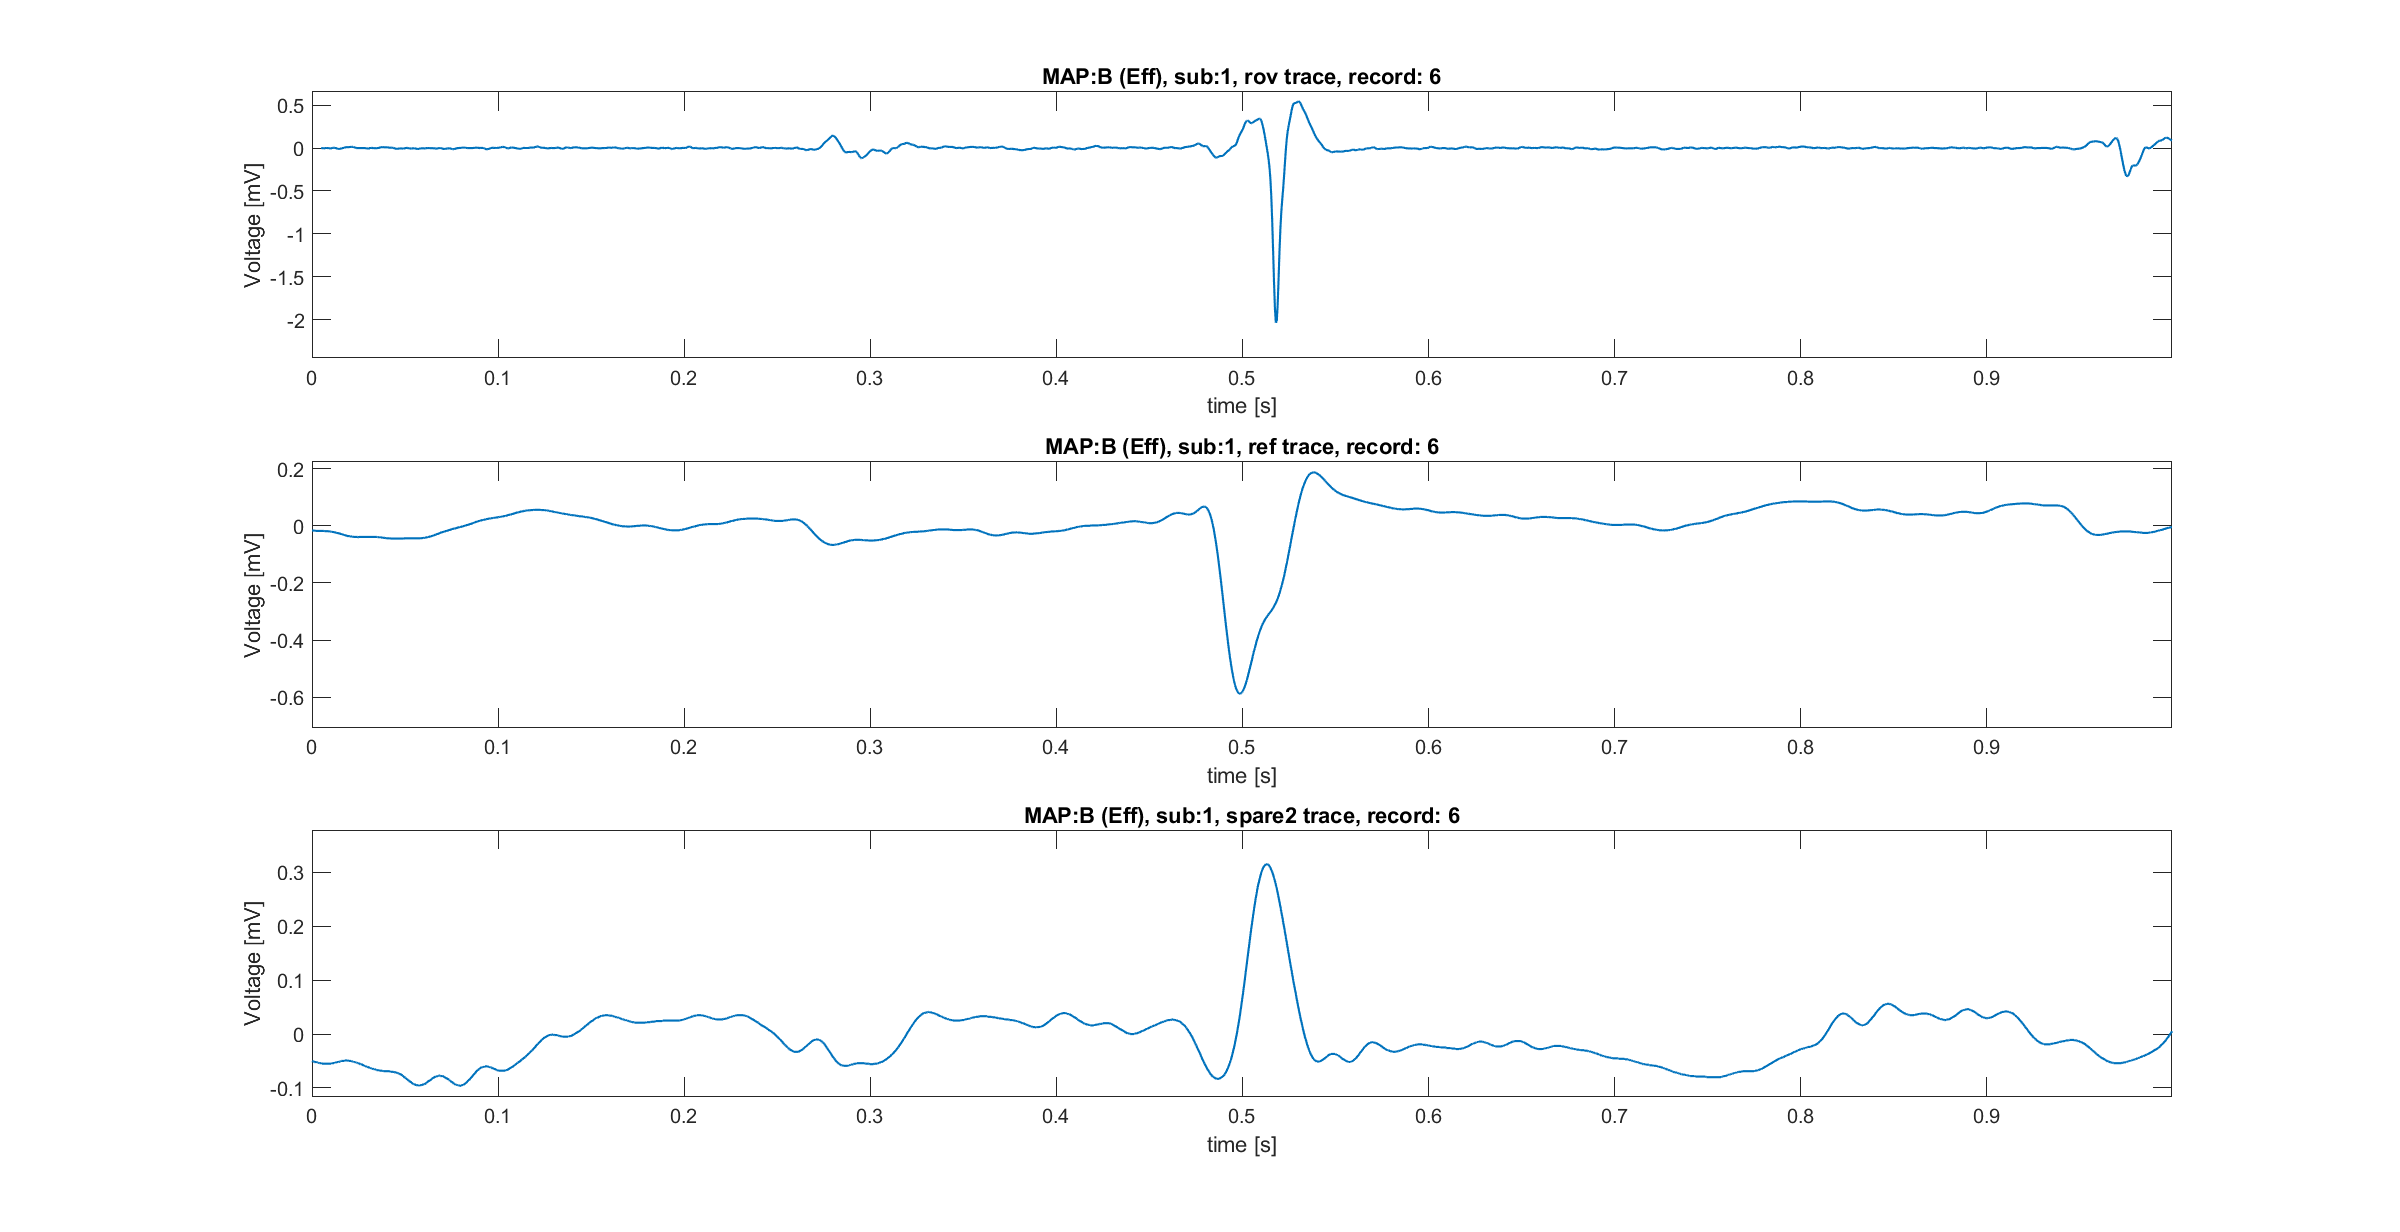 MAP:B (Eff), sub:1, rov trace, record: 6
0.5
0
-0.5
-1
-1.5
-2
Voltage [mV]
0 0.1 0.2 0.3 0.4 0.5 0.6 0.7 0.8 0.9
time [s]
MAP:B (Eff), sub:1, ref trace, record: 6
0.2
0
-0.2
-0.4
-0.6
Voltage [mV]
0 0.1 0.2 0.3 0.4 0.5 0.6 0.7 0.8 0.9
time [s]
MAP:B (Eff), sub:1, spare2 trace, record: 6
0.3
0.2
0.1
0
-0.1
Voltage [mV]
0 0.1 0.2 0.3 0.4 0.5 0.6 0.7 0.8 0.9
time [s]